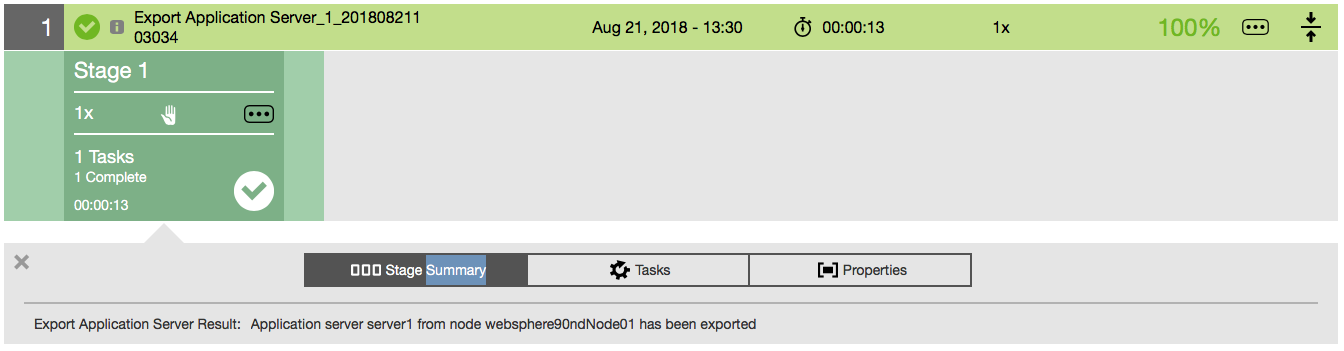 1
Export Application Server_1_201808211
03034
Aug 21, 2018 - 13:30
00:00:13
1x
100%
Stage 1
1x
1 Tasks
1 Complete
00:00:13
Stage Summary
Tasks
Properties
Export Application Server Result: Application server server1 from node websphere90ndNode01 has been exported